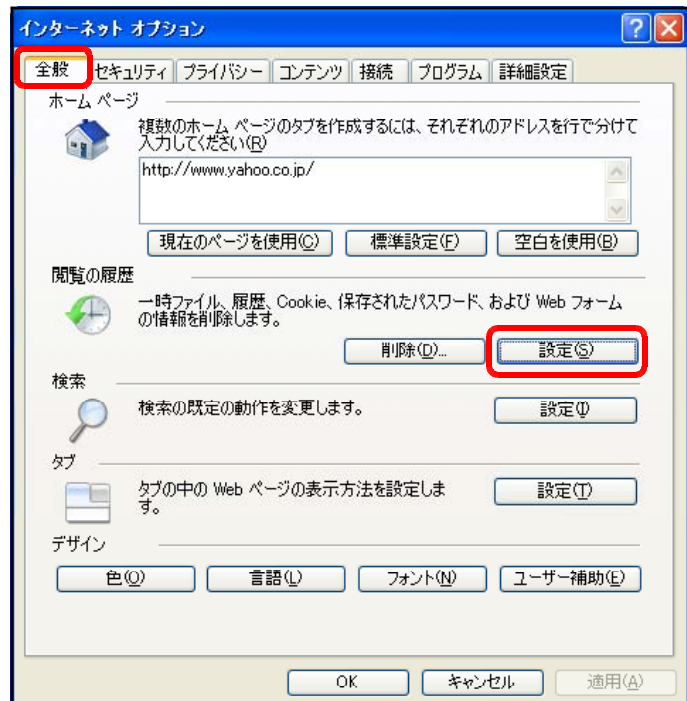 インターネット オプション
全般 セキュリティ プライバシー コンテンツ 接続 プログラム 詳細設定
ホーム ページ
複数のホーム ページのタブを作成するには、それぞれのアドレスを行で分けて
入力してください(R)
http://www.yahoo.co.jp/
現在のページを使用(C) 標準設定(F) 空白を使用(B)
閲覧の履歴
一時ファイル、履歴、Cookie、保存されたパスワード、および Web フォーム
の情報を削除します。
削除(D)... 設定(S)
検索
検索の既定の動作を変更します。 設定(I)
タブ
タブの中の Web ページの表示方法を設定しま
す。
設定(T)
デザイン
色(O) 言語(L) フォント(N) ユーザー補助(E)
OK キャンセル 適用(A)